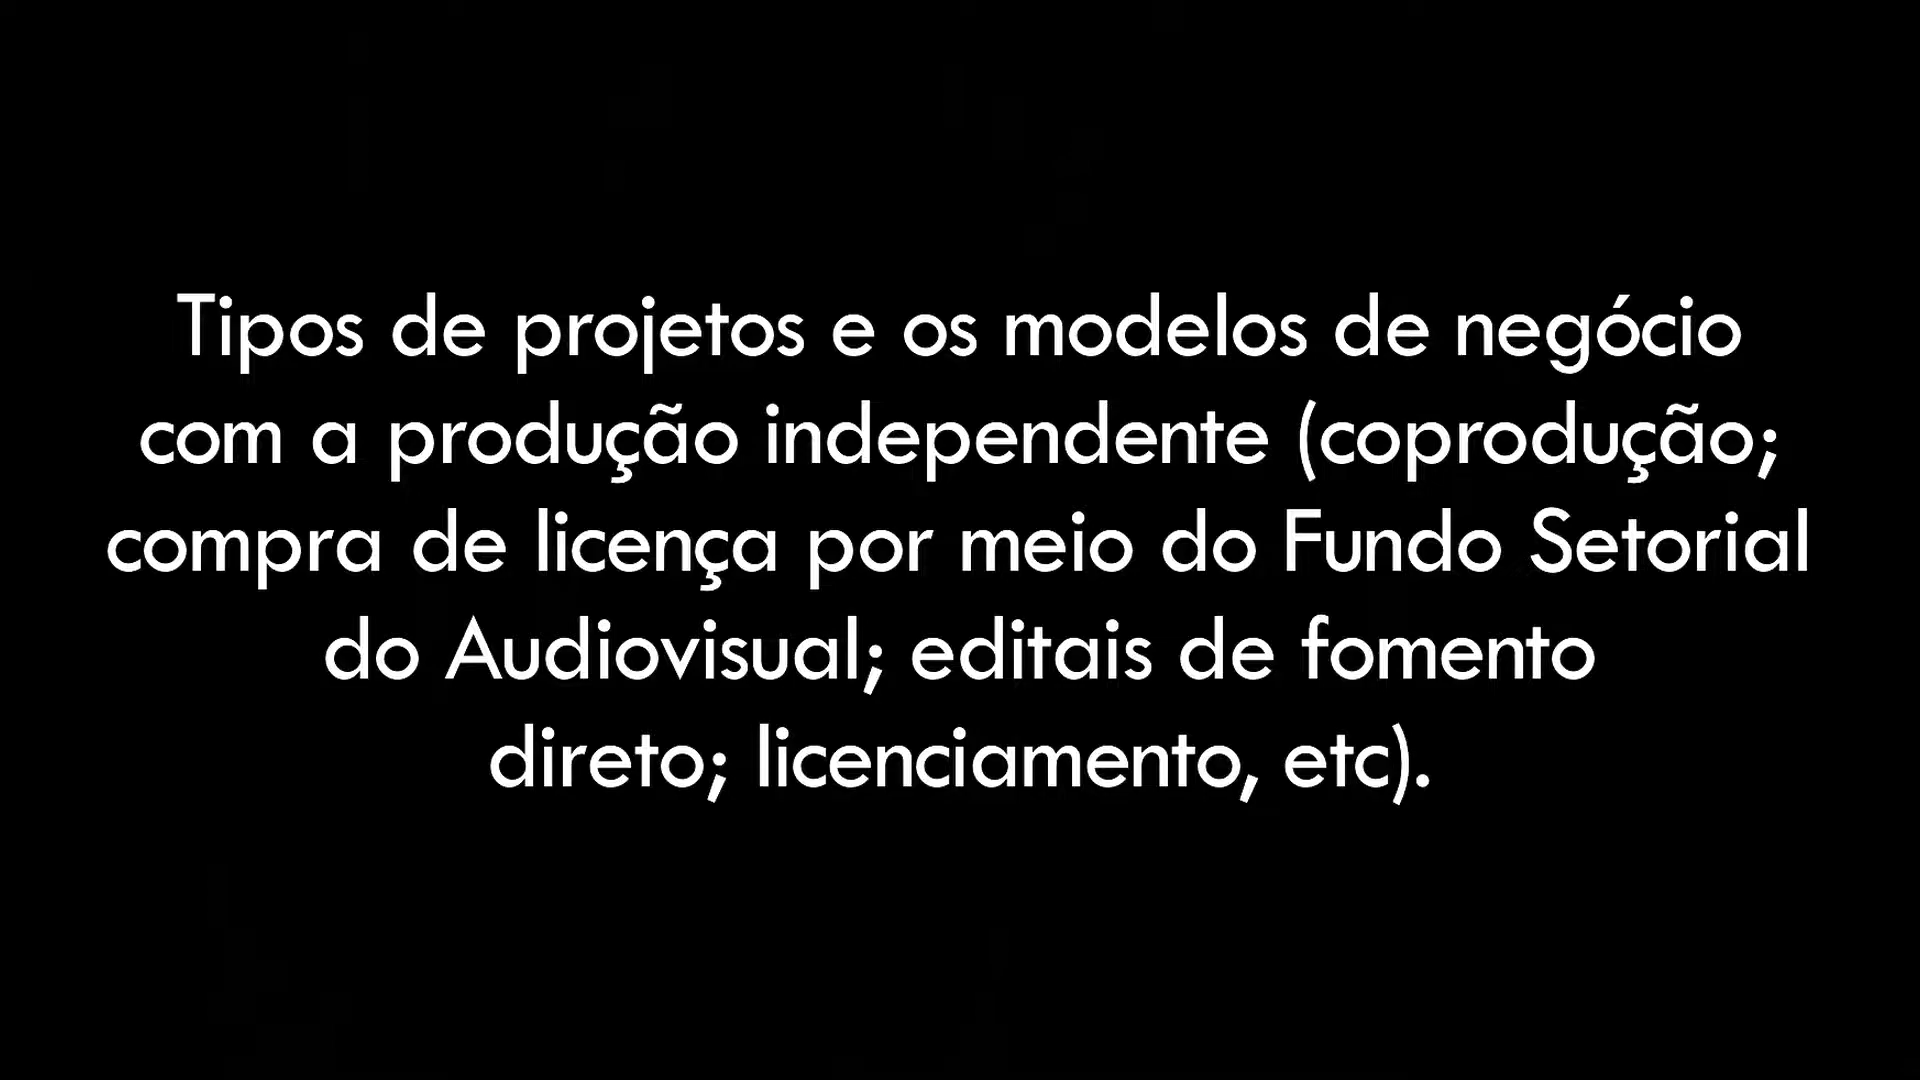 Tipos de projetos e os modelos de negócio
com a produção independente (coprodução;
compra de licença por meio do Fundo Setorial
do Audiovisual; editais de fomento
direto; licenciamento, etc).